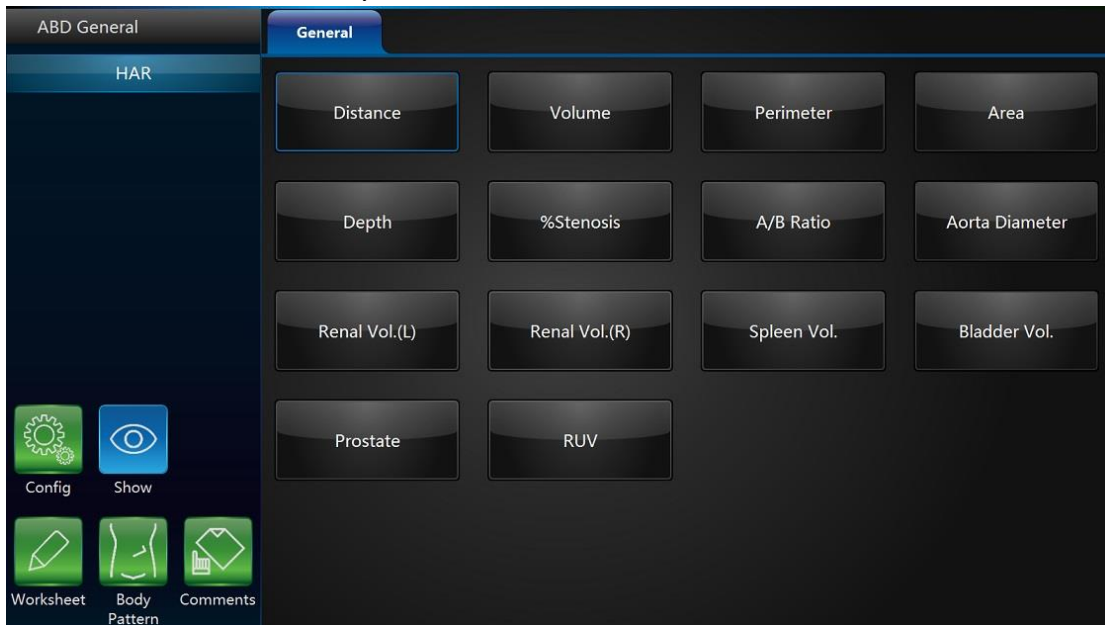 ABD General
General
HAR
Distance
Volume
Perimeter
Area
Depth
%Stenosis
A/B Ratio
Aorta Diameter
Renal Vol.(L)
Renal Vol.(R)
Spleen Vol.
Bladder Vol.
Prostate
RUV
Config
Show
Worksheet
Body
Pattern
Comments